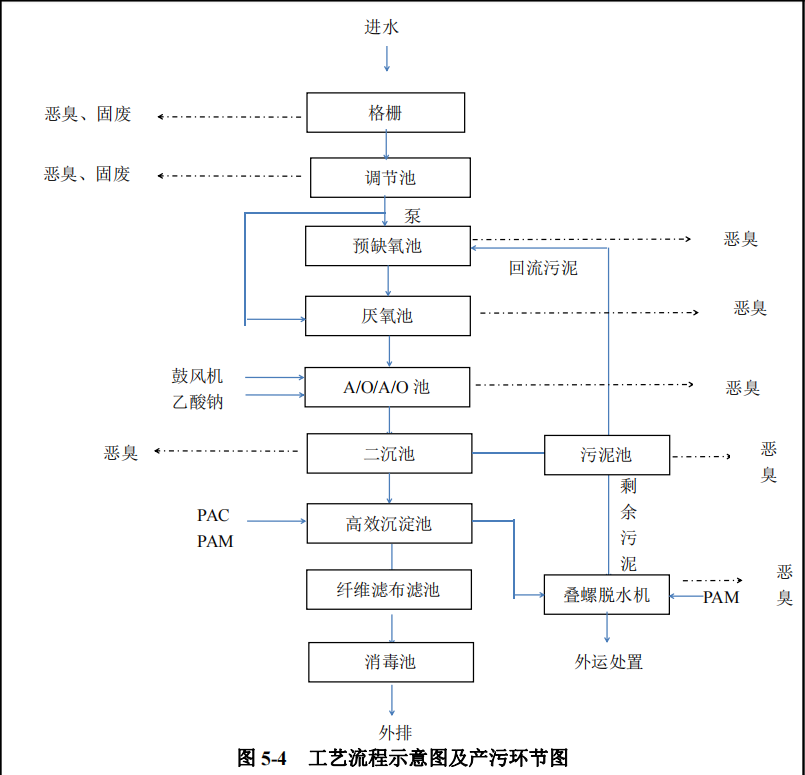 进水
恶臭、固废
格栅
恶臭、固废
调节池
泵
预缺氧池
恶臭
回流污泥
厌氧池
恶臭
鼓风机
乙酸钠
A/O/A/O 池
恶臭
恶臭
二沉池
污泥池
恶
臭
剩
余
污
泥
PAC
PAM
高效沉淀池
纤维滤布滤池
叠螺脱水机
PAM
恶
臭
消毒池
外运处置
外排
图 5-4 工艺流程示意图及产污环节图